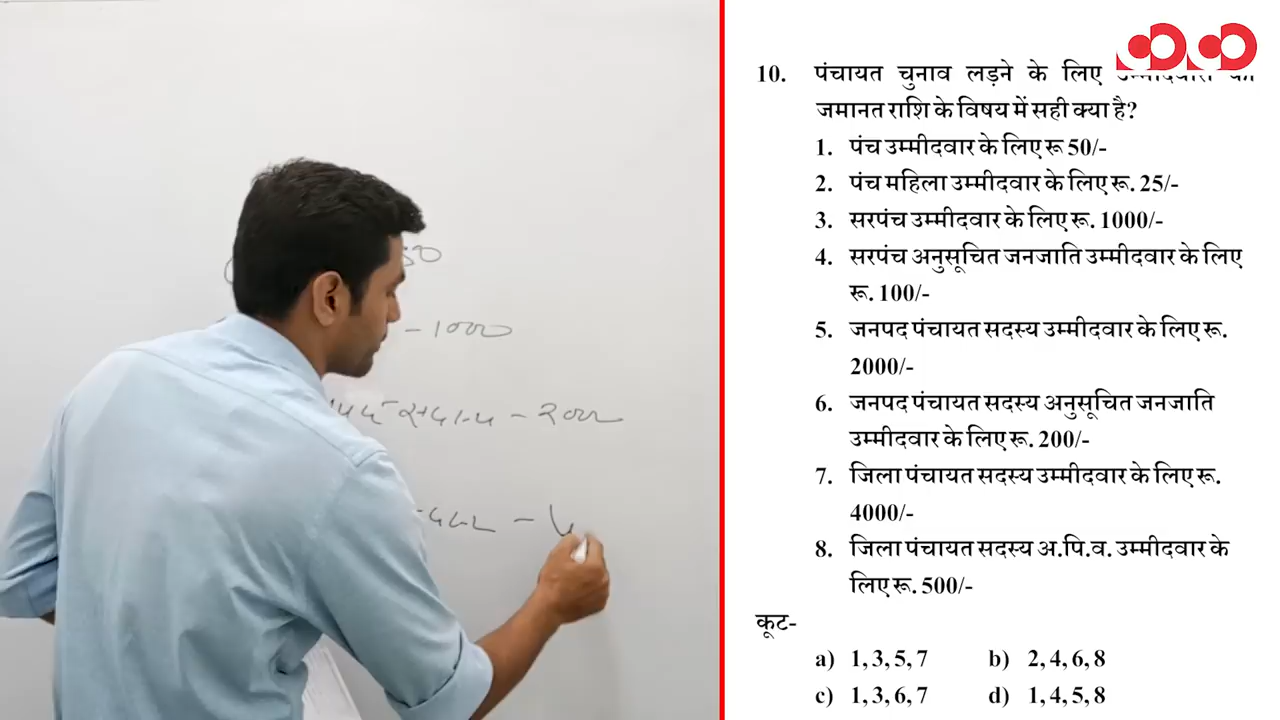 50
- 1000
- 2000
10. पंचायत चुनाव लड़ने के लिए
जमानत राशि के विषय में सही क्या है?
1. पंच उम्मीदवार के लिए रू 50/-
2. पंच महिला उम्मीदवार के लिए रू. 25/-
3. सरपंच उम्मीदवार के लिए रू. 1000/-
4. सरपंच अनुसूचित जनजाति उम्मीदवार के लिए
रू. 100/-
5. जनपद पंचायत सदस्य उम्मीदवार के लिए रू.
2000/-
6. जनपद पंचायत सदस्य अनुसूचित जनजाति
उम्मीदवार के लिए रू. 200/-
7. जिला पंचायत सदस्य उम्मीदवार के लिए रू.
4000/-
8. जिला पंचायत सदस्य अ.पि.व. उम्मीदवार के
लिए रू. 500/-
कूट-
a) 1, 3, 5, 7 b) 2, 4, 6, 8
c) 1, 3, 6, 7 d) 1, 4, 5, 8